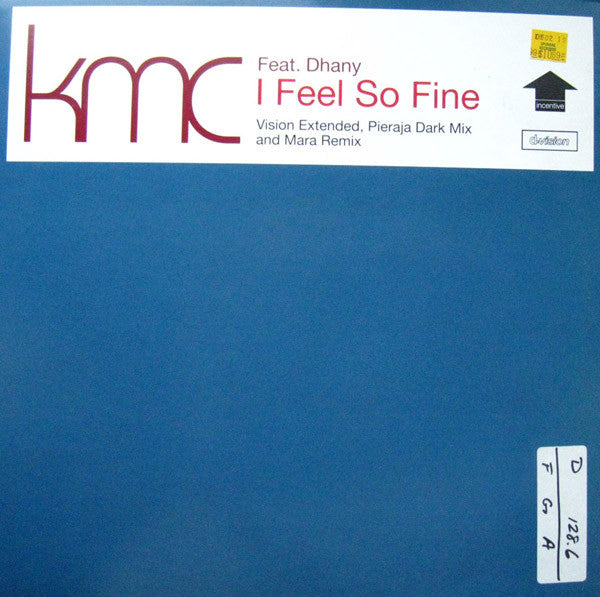 kmc
Feat. Dhany
I Feel So Fine
Vision Extended, Pieraja Dark Mix
and Mara Remix
incentive
d:vision
D 128.6
F G A